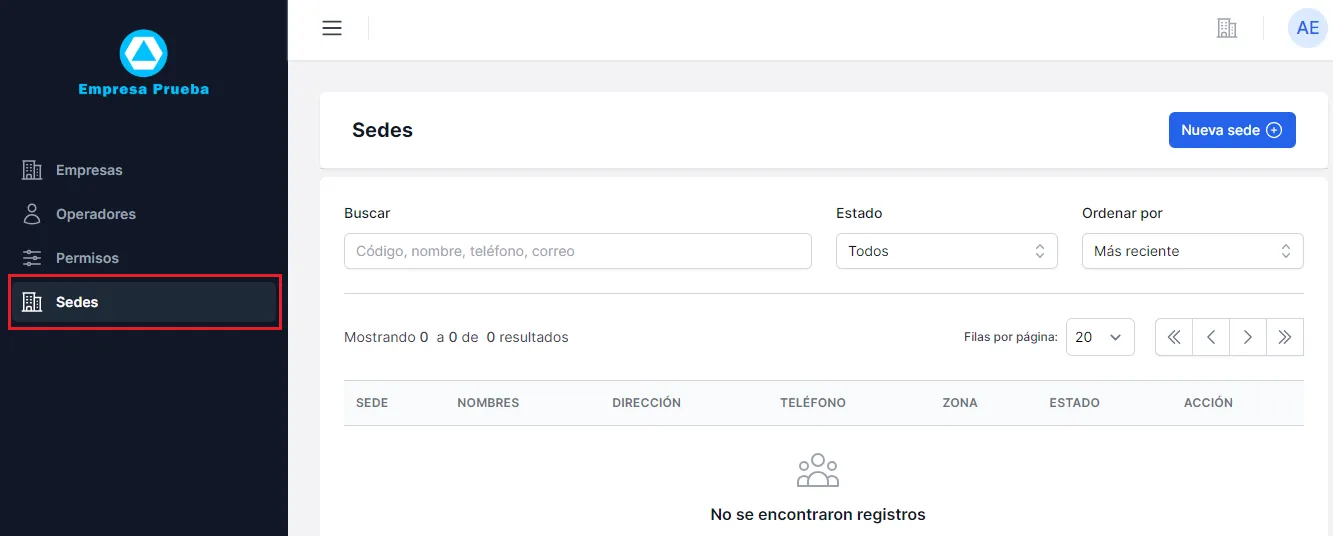 AE
Empresa Prueba
Empresas
Operadores
Permisos
Sedes
Sedes
Nueva sede
Buscar
Estado
Ordenar por
Código, nombre, teléfono, correo
Todos
Más reciente
Mostrando 0 a 0 de 0 resultados
Filas por página: 20
SEDE NOMBRES DIRECCIÓN TELÉFONO ZONA ESTADO ACCIÓN
No se encontraron registros